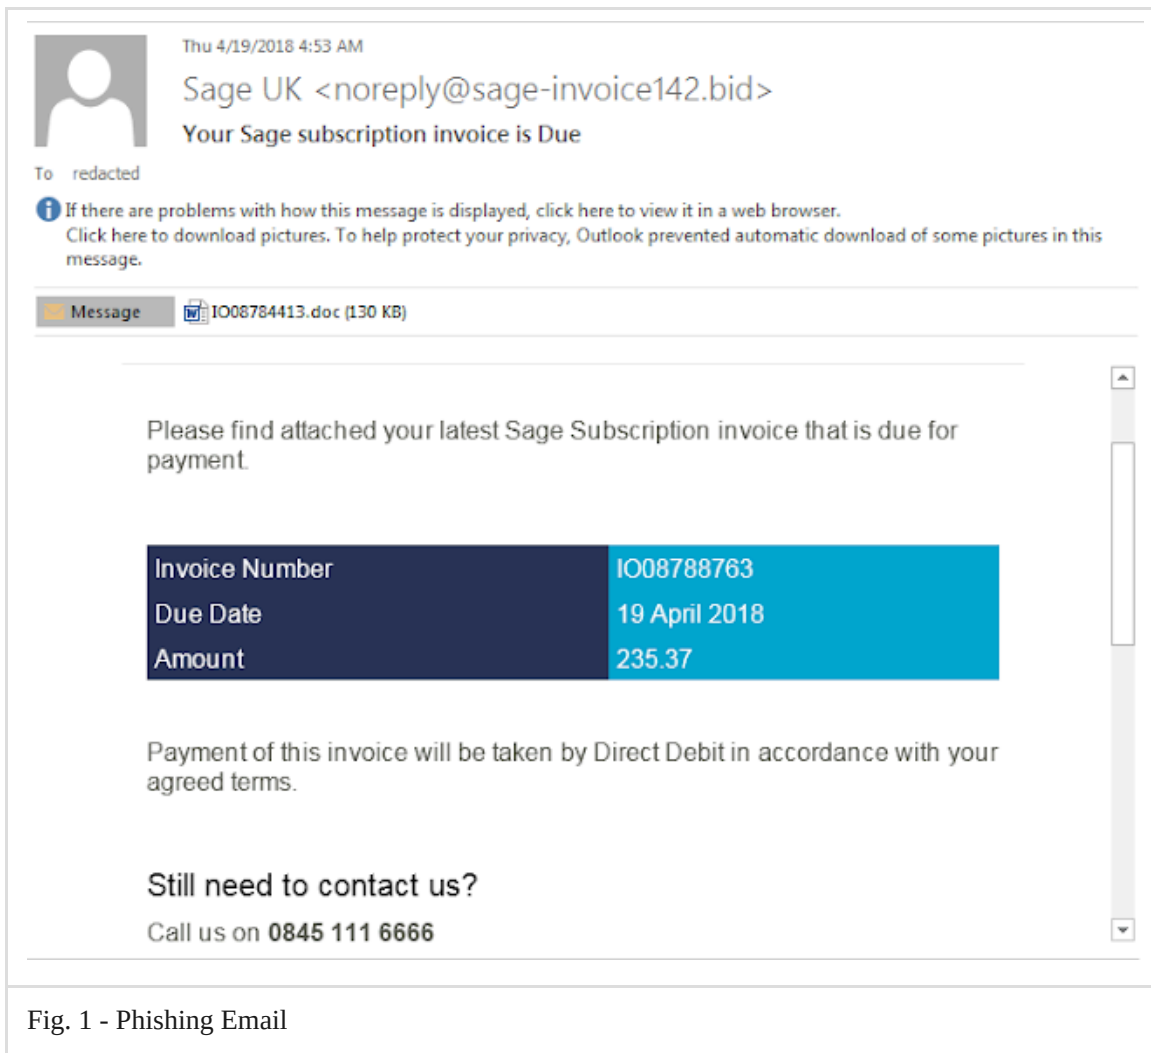 Thu 4/19/2018 4:53 AM
Sage UK <noreply@sage-invoice142.bid>
Your Sage subscription invoice is Due
To redacted
If there are problems with how this message is displayed, click here to view it in a web browser.
Click here to download pictures. To help protect your privacy, Outlook prevented automatic download of some pictures in this
message.
Message IO08784413.doc (130 KB)
Please find attached your latest Sage Subscription invoice that is due for
payment.
Invoice Number IO08788763
Due Date 19 April 2018
Amount 235.37
Payment of this invoice will be taken by Direct Debit in accordance with your
agreed terms.
Still need to contact us?
Call us on 0845 111 6666
Fig. 1 - Phishing Email